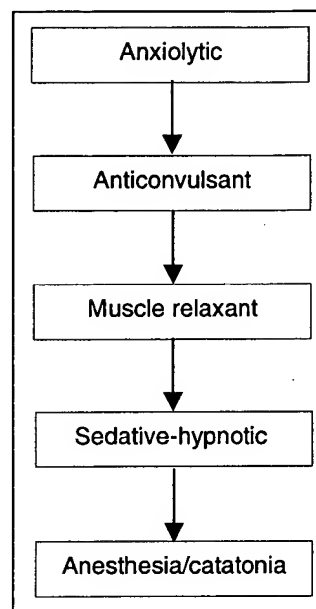 Anxiolytic
Anticonvulsant
Muscle relaxant
Sedative-hypnotic
Anesthesia/catatonia